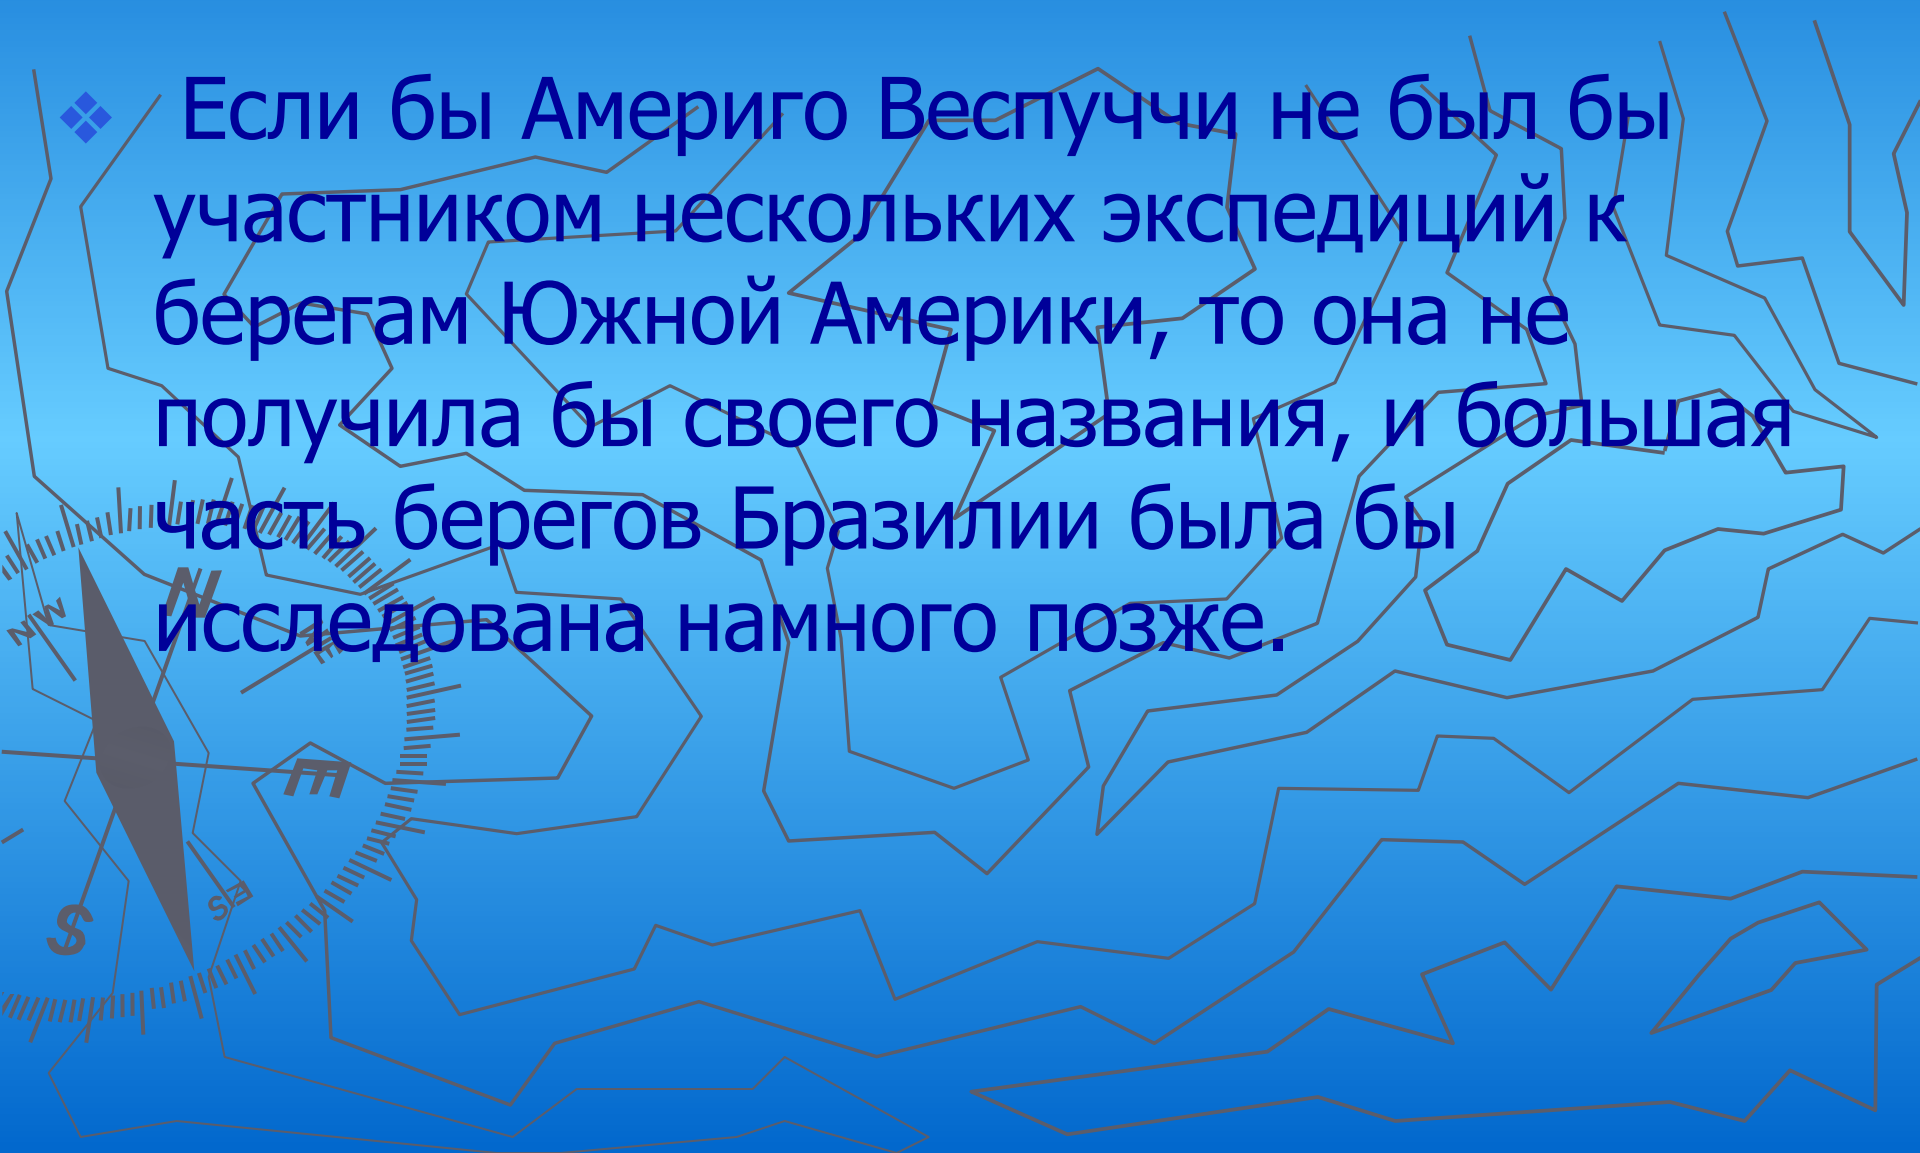 Если бы Америго Веспуччи не был бы
участником нескольких экспедиций к
берегам Южной Америки, то она не
получила бы своего названия, и большая
часть берегов Бразилии была бы
исследована намного позже.
N
NW
E
S